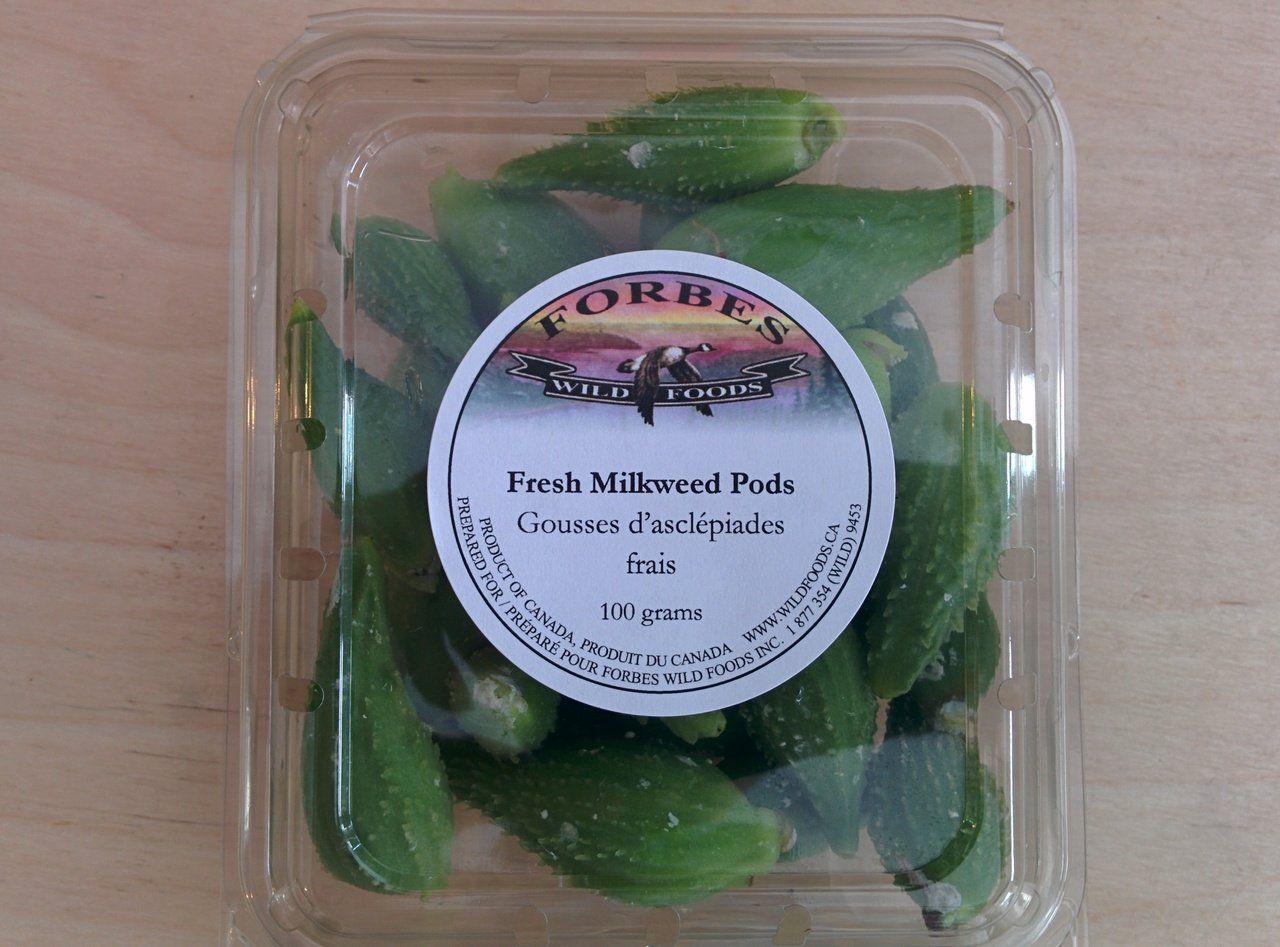 FORBES
WILD FOODS
Fresh Milkweed Pods
Gousses d'asclépiades
frais
100 grams
PRODUCT OF CANADA, PRODUIT DU CANADA WWW.WILDFOODS.CA
PREPARED FOR / PRÉPARÉ POUR FORBES WILD FOODS INC. 1 877 354 (WILD) 9453